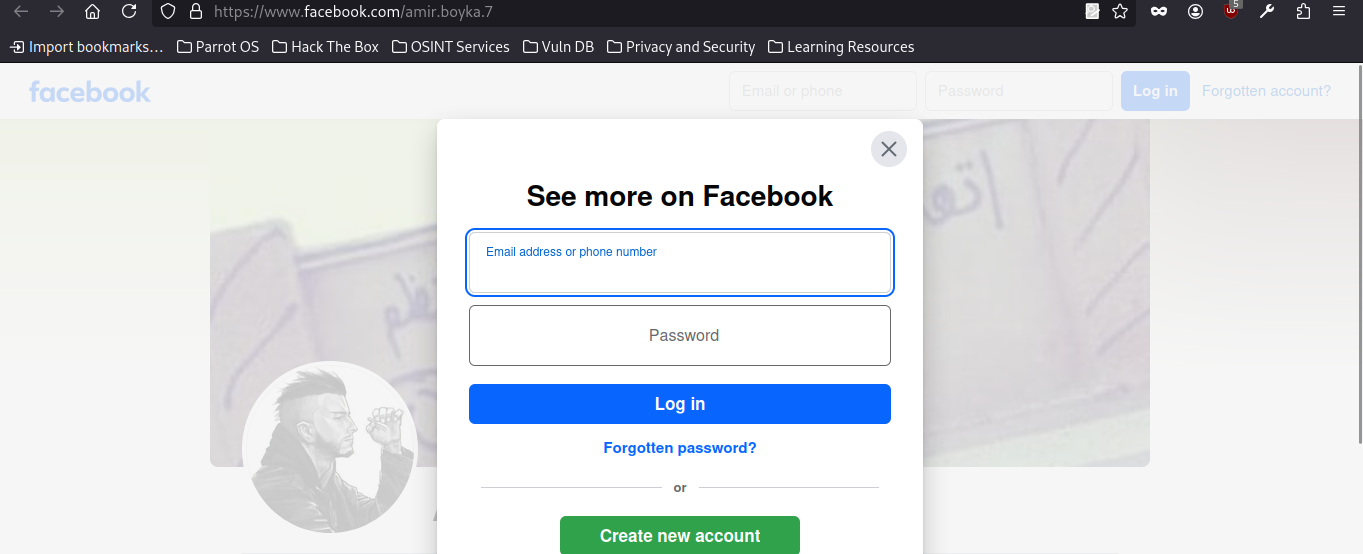 https://www.facebook.com/amir.boyka.7
5
Import bookmarks… Parrot OS Hack The Box OSINT Services Vuln DB Privacy and Security Learning Resources
facebook Email or phone Password Log in Forgotten account?
See more on Facebook
Email address or phone number
Password
Log in
Forgotten password?
or
Create new account